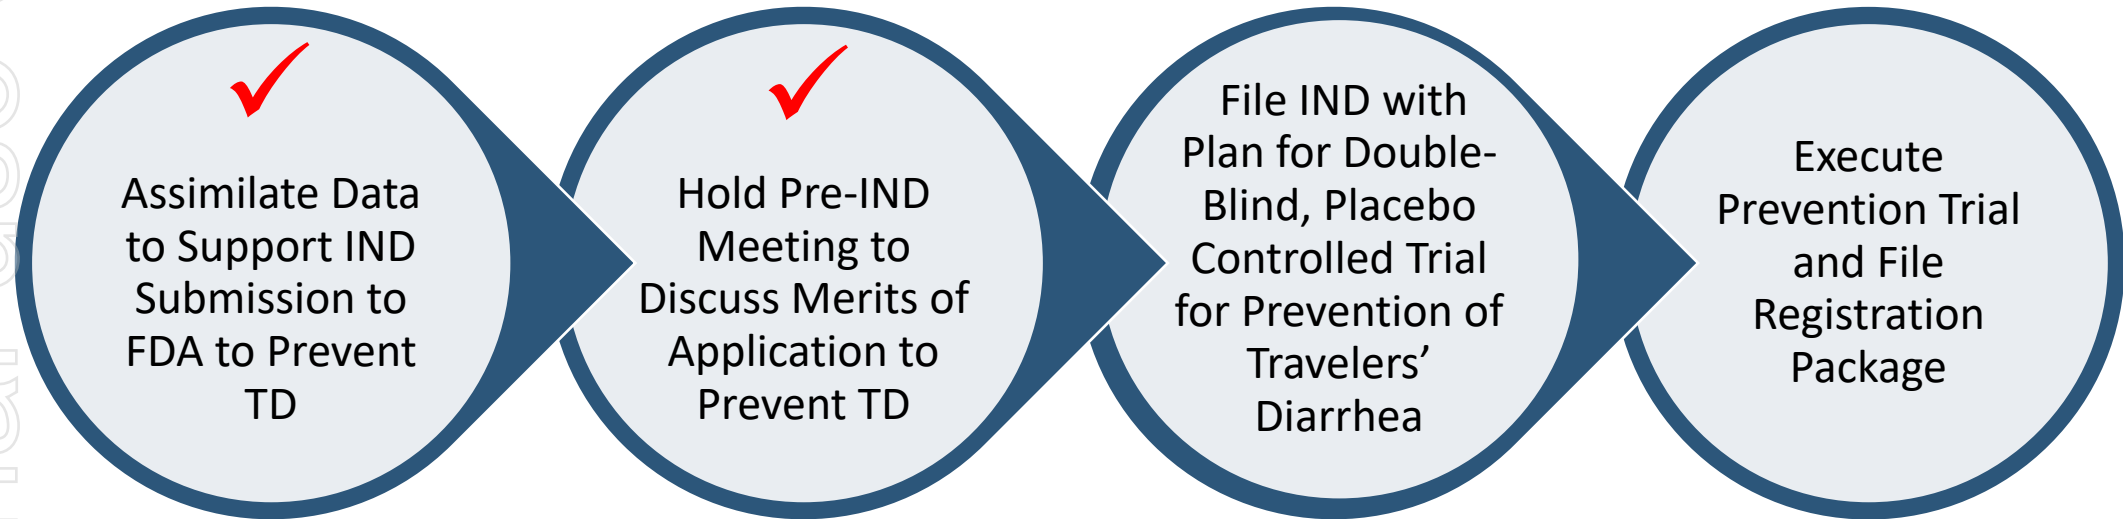 Assimilate Data
to Support IND
Submission to
FDA to Prevent
TD
Hold Pre-IND
Meeting to
Discuss Merits of
Application to
Prevent TD
File IND with
Plan for Double-
Blind, Placebo
Controlled Trial
for Prevention of
Travelers’
Diarrhea
Execute
Prevention Trial
and File
Registration
Package